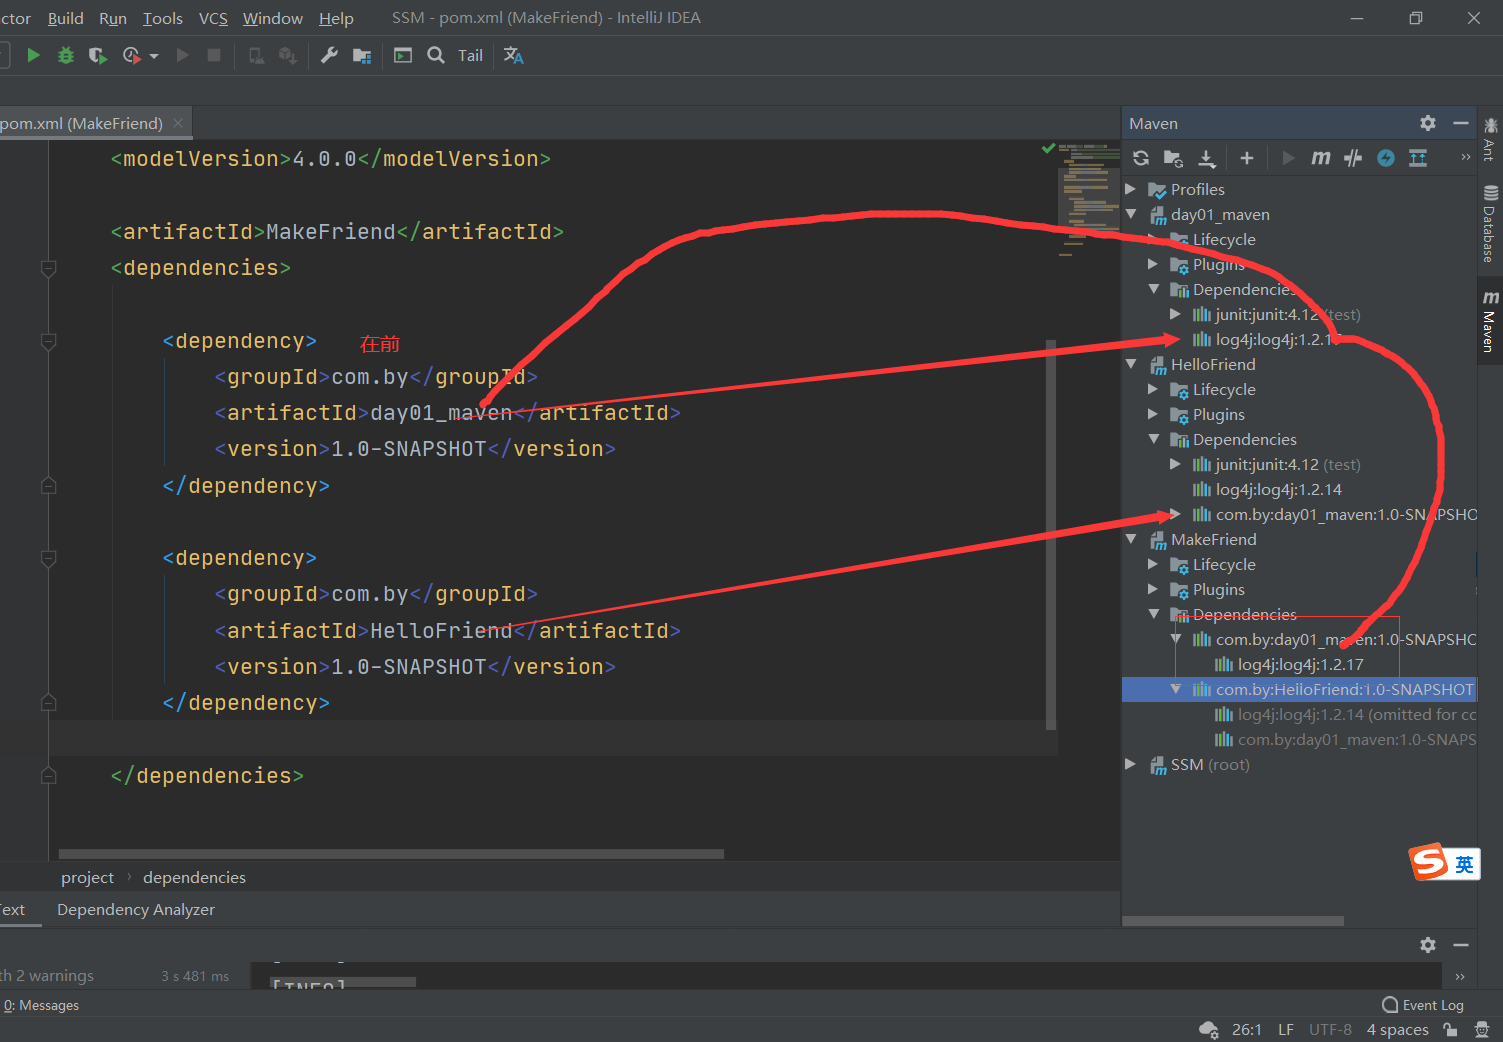 ctor Build Run Tools VCS Window Help SSM - pom.xml (MakeFriend) - IntelliJ IDEA
Tail
pom.xml (MakeFriend)
<modelVersion>4.0.0</modelVersion>
<artifactId>MakeFriend</artifactId>
<dependencies>
<dependency> 在前
<groupId>com.by</groupId>
<artifactId>day01_maven</artifactId>
<version>1.0-SNAPSHOT</version>
</dependency>
<dependency>
<groupId>com.by</groupId>
<artifactId>HelloFriend</artifactId>
<version>1.0-SNAPSHOT</version>
</dependency>
</dependencies>
project › dependencies
Text Dependency Analyzer
Maven
Profiles
day01_maven
Lifecycle
Plugins
Dependencies
junit:junit:4.12 (test)
log4j:log4j:1.2.17
HelloFriend
Lifecycle
Plugins
Dependencies
junit:junit:4.12 (test)
log4j:log4j:1.2.14
com.by:day01_maven:1.0-SNAPSHO
MakeFriend
Lifecycle
Plugins
Dependencies
com.by:day01_maven:1.0-SNAPSHO
log4j:log4j:1.2.17
com.by:HelloFriend:1.0-SNAPSHOT
log4j:log4j:1.2.14 (omitted for co
com.by:day01_maven:1.0-SNAPS
SSM (root)
Ant
Database
Maven
英
th 2 warnings 3 s 481 ms
[INFO]
0: Messages
Event Log
26:1 LF UTF-8 4 spaces